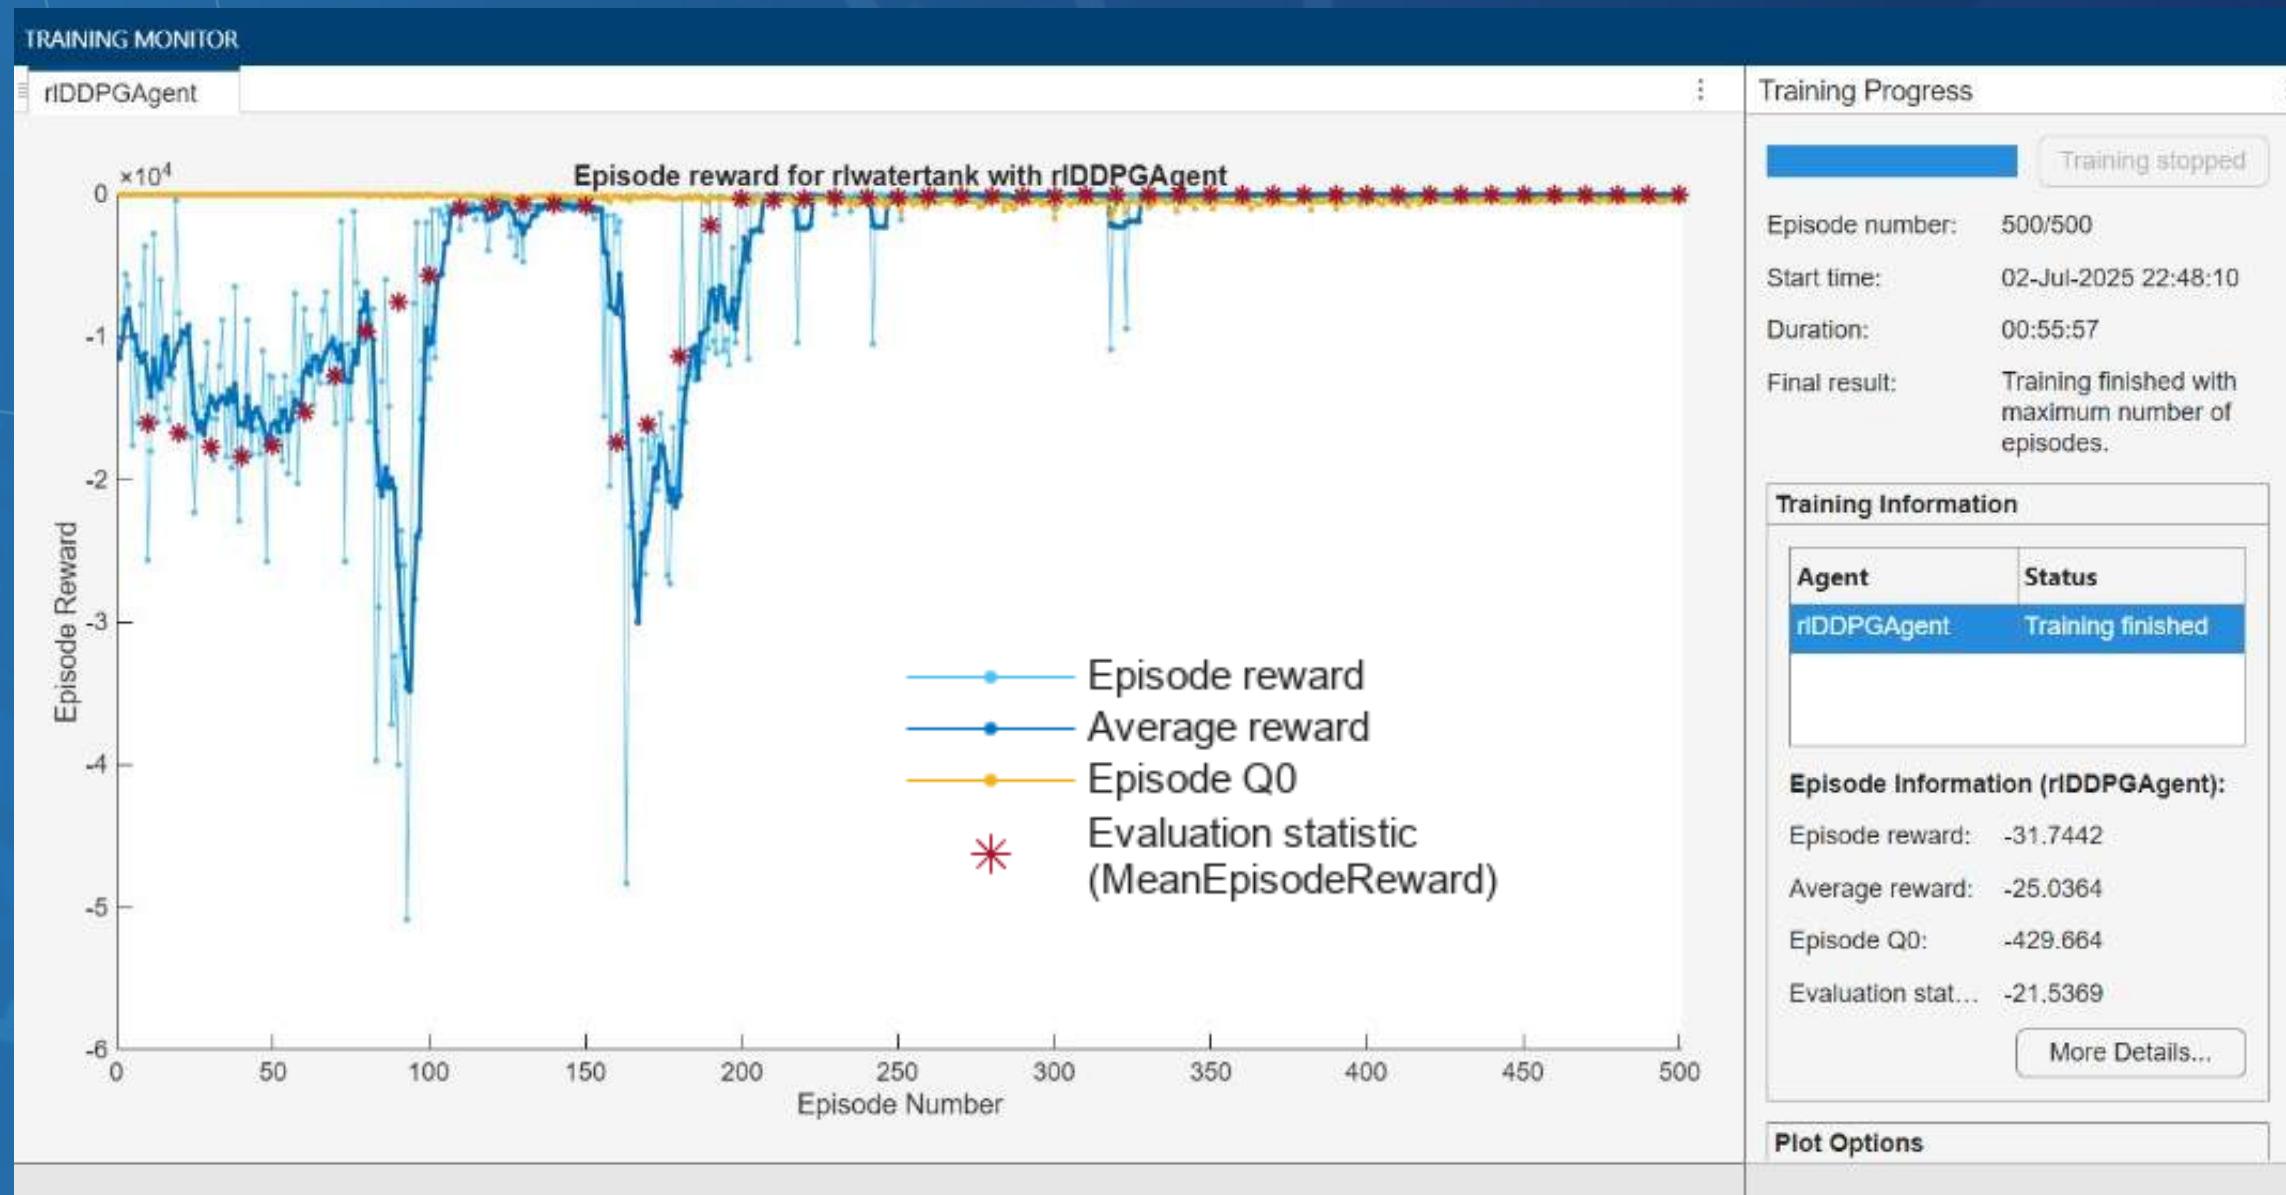 TRAINING MONITOR
rlDDPGAgent
×10⁴
Episode reward for rlwatertank with rlDDPGAgent
0
-1
-2
-3
-4
-5
-6
Episode Reward
Episode reward
Average reward
Episode Q0
Evaluation statistic
(MeanEpisodeReward)
0 50 100 150 200 250 300 350 400 450 500
Episode Number
Training Progress
Training stopped
Episode number: 500/500
Start time: 02-Jul-2025 22:48:10
Duration: 00:55:57
Final result: Training finished with
maximum number of
episodes.
Training Information
Agent Status
rlDDPGAgent Training finished
Episode Information (rlDDPGAgent):
Episode reward: -31.7442
Average reward: -25.0364
Episode Q0: -429.664
Evaluation stat... -21.5369
More Details...
Plot Options